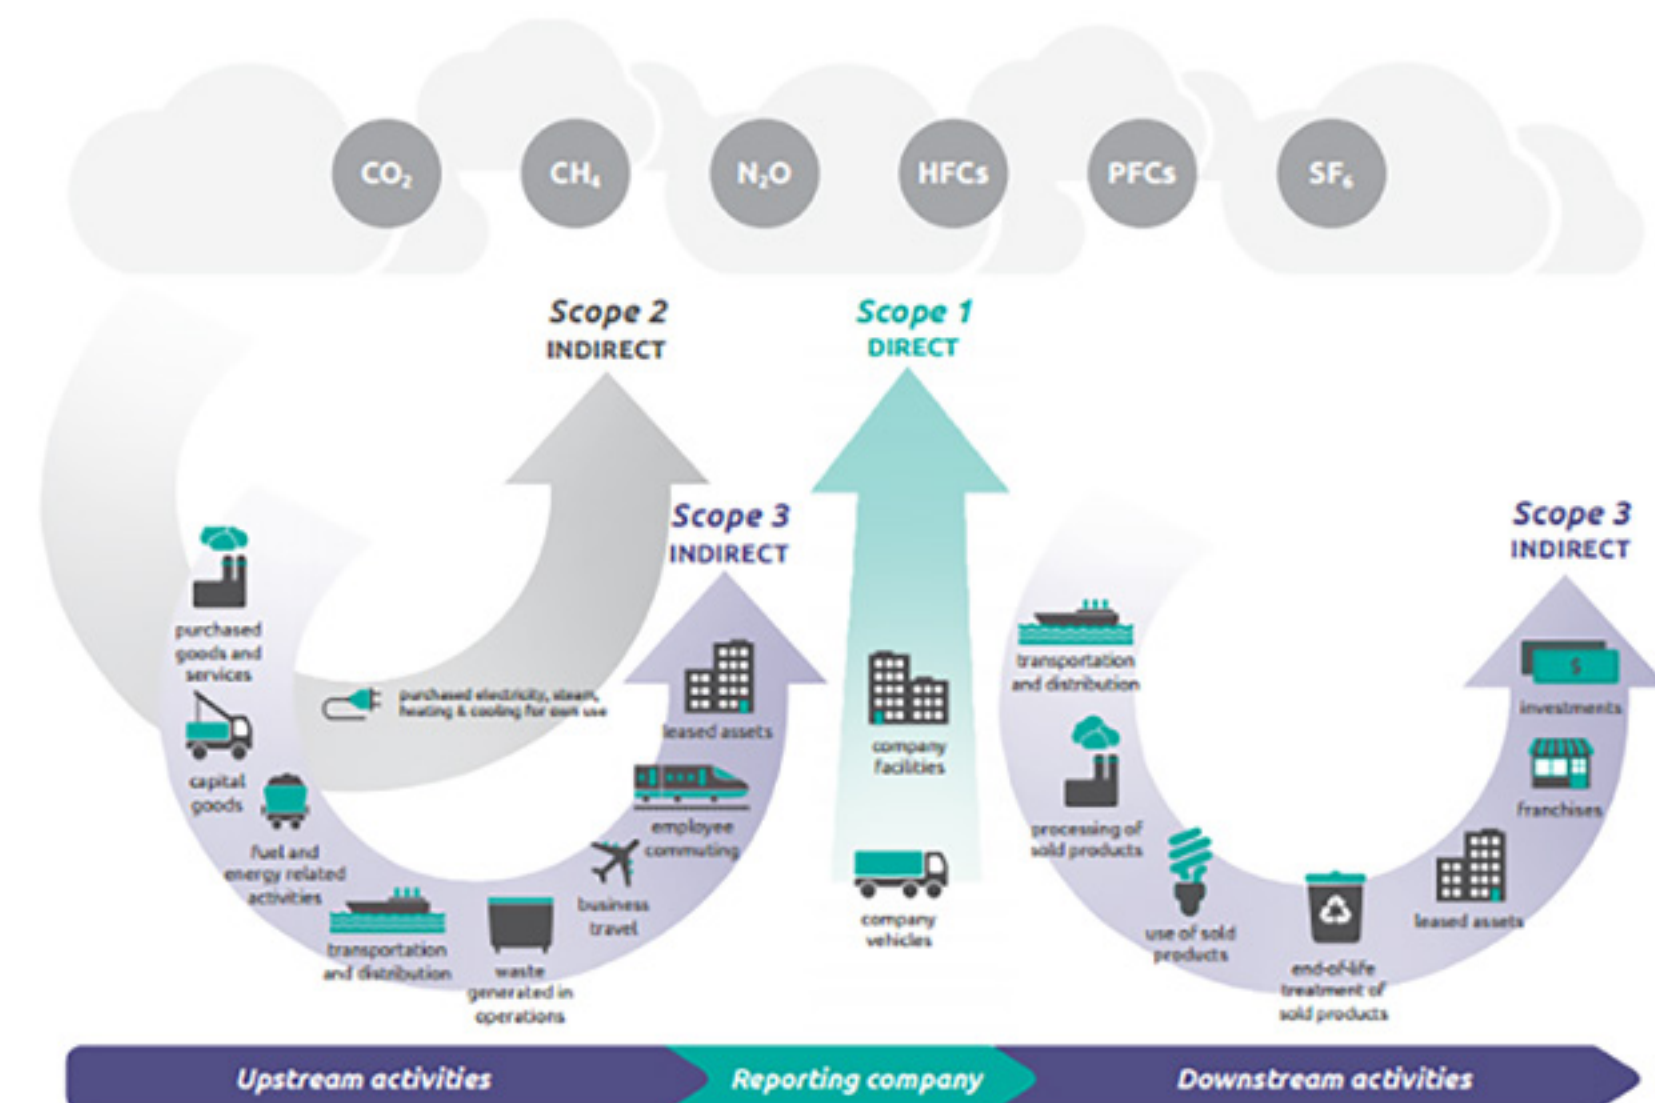 CO₂
CH₄
N₂O
HFCs
PFCs
SF₆
Scope 2
INDIRECT
Scope 1
DIRECT
Scope 3
INDIRECT
Scope 3
INDIRECT
purchased
goods and
services
capital
goods
fuel and
energy related
activities
transportation
and distribution
waste
generated in
operations
business
travel
employee
commuting
leased assets
purchased electricity, steam,
heating & cooling for own use
company
facilities
company
vehicles
transportation
and distribution
processing of
sold products
use of sold
products
end-of-life
treatment of
sold products
leased assets
franchises
$
investments
Upstream activities
Reporting company
Downstream activities